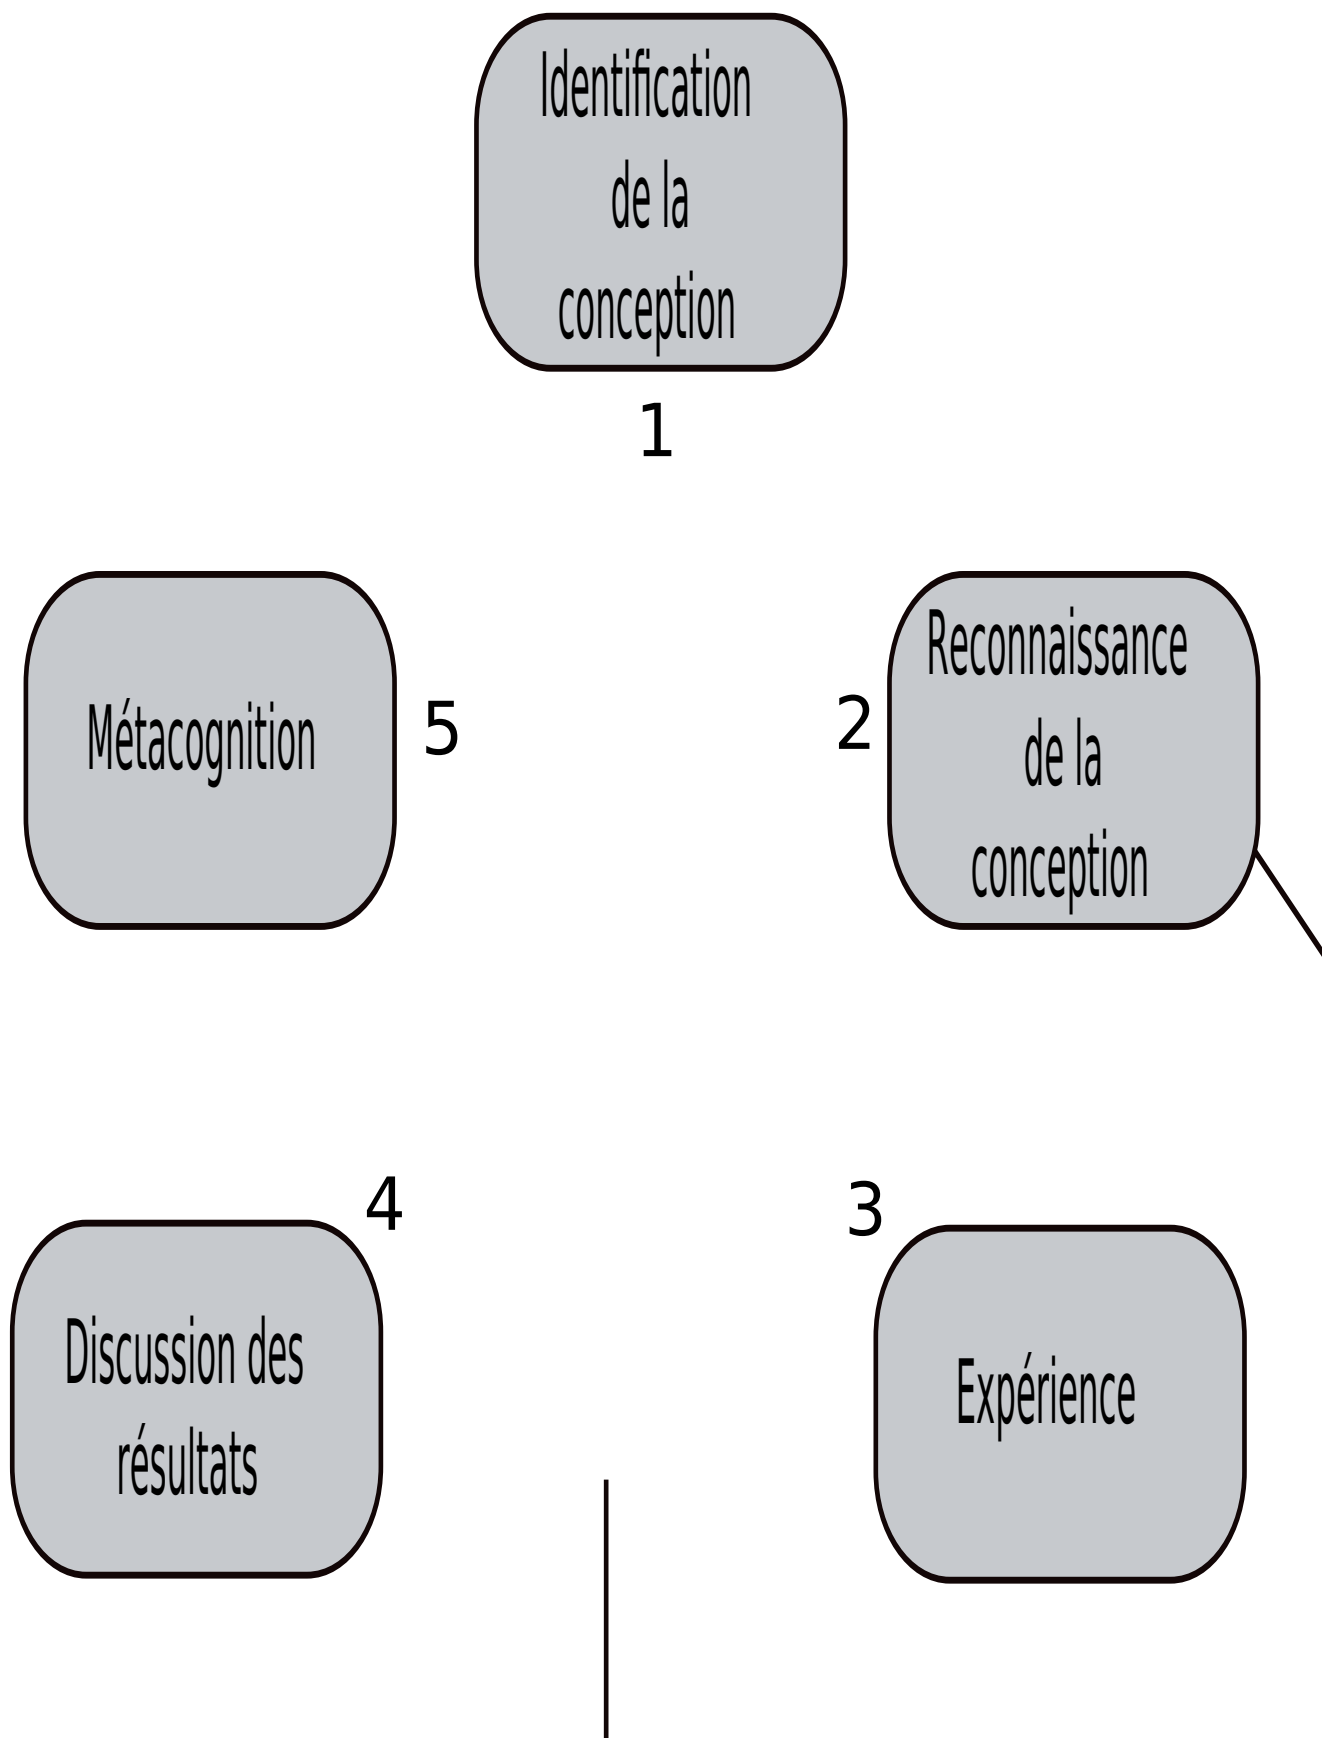 Identification
de la
conception
1
Reconnaissance
de la
conception
2
Expérience
3
Discussion des
résultats
4
Métacognition
5